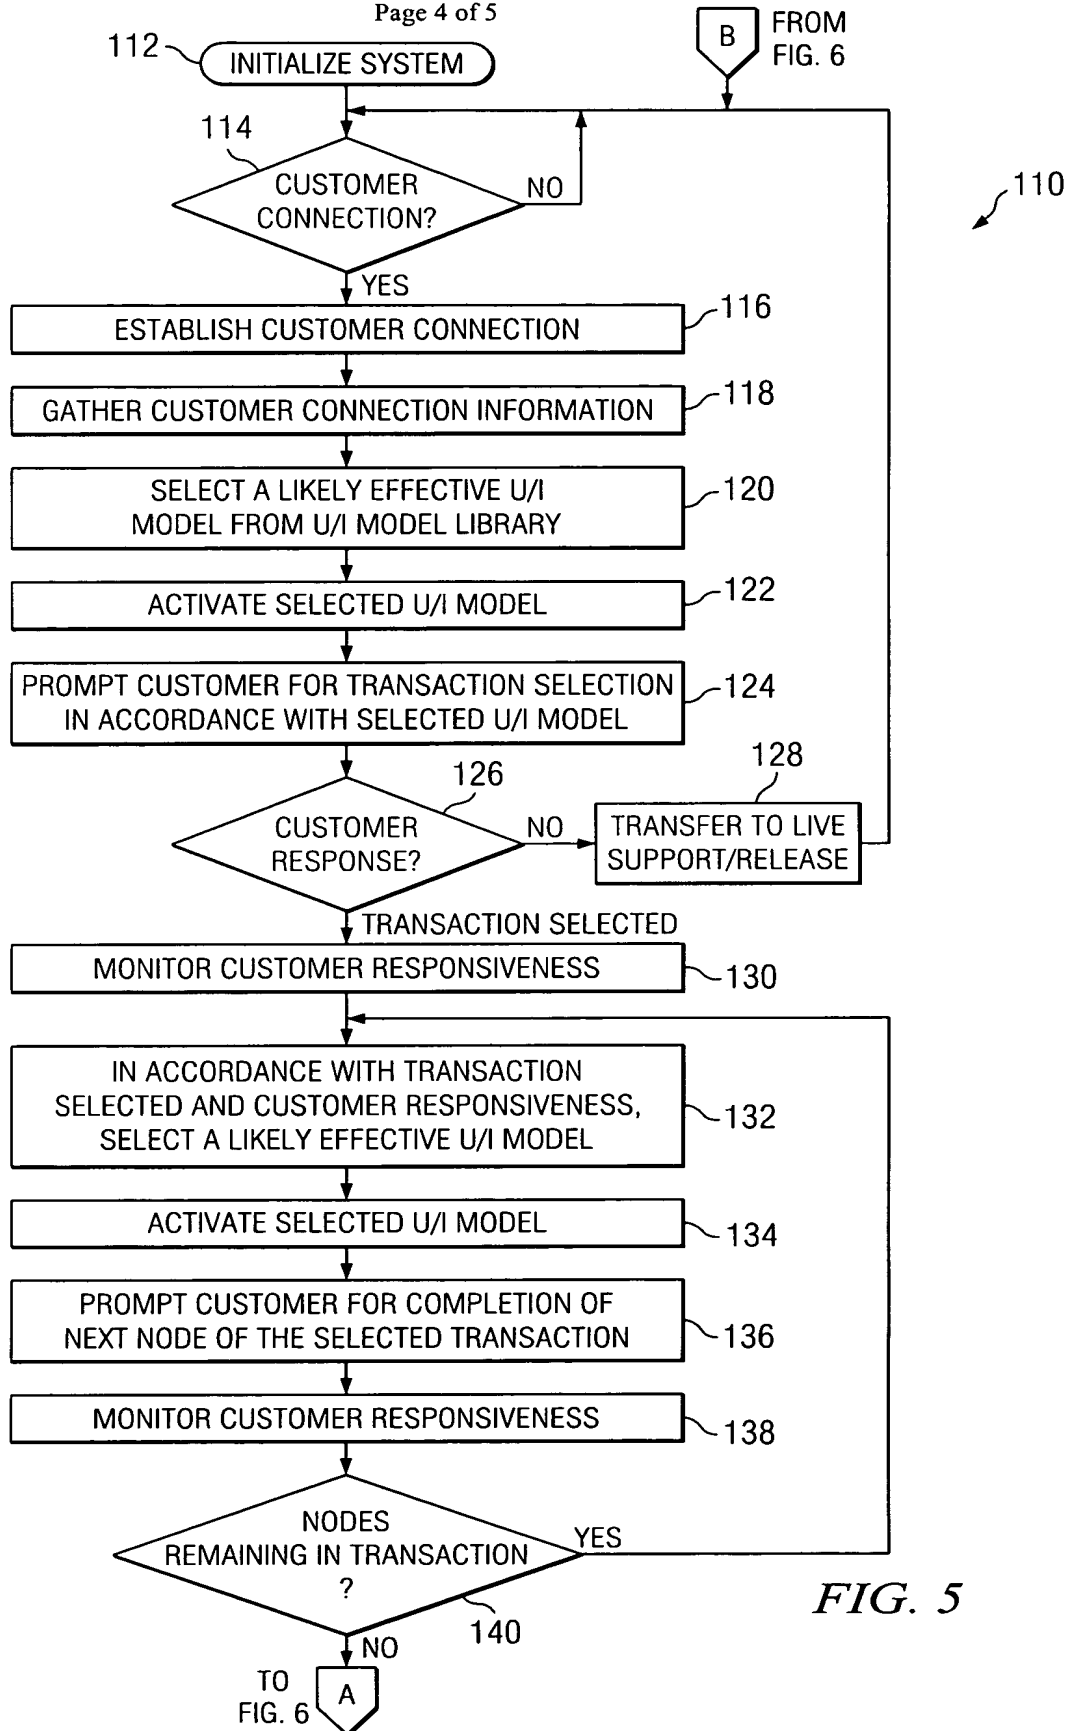 Page 4 of 5
112
INITIALIZE SYSTEM
B
FROM
FIG. 6
114
CUSTOMER
CONNECTION?
NO
110
YES
ESTABLISH CUSTOMER CONNECTION
116
GATHER CUSTOMER CONNECTION INFORMATION
118
SELECT A LIKELY EFFECTIVE U/I
MODEL FROM U/I MODEL LIBRARY
120
ACTIVATE SELECTED U/I MODEL
122
PROMPT CUSTOMER FOR TRANSACTION SELECTION
IN ACCORDANCE WITH SELECTED U/I MODEL
124
126
CUSTOMER
RESPONSE?
NO
128
TRANSFER TO LIVE
SUPPORT/RELEASE
TRANSACTION SELECTED
MONITOR CUSTOMER RESPONSIVENESS
130
IN ACCORDANCE WITH TRANSACTION
SELECTED AND CUSTOMER RESPONSIVENESS,
SELECT A LIKELY EFFECTIVE U/I MODEL
132
ACTIVATE SELECTED U/I MODEL
134
PROMPT CUSTOMER FOR COMPLETION OF
NEXT NODE OF THE SELECTED TRANSACTION
136
MONITOR CUSTOMER RESPONSIVENESS
138
NODES
REMAINING IN TRANSACTION
?
YES
140
NO
TO
FIG. 6
A
FIG. 5